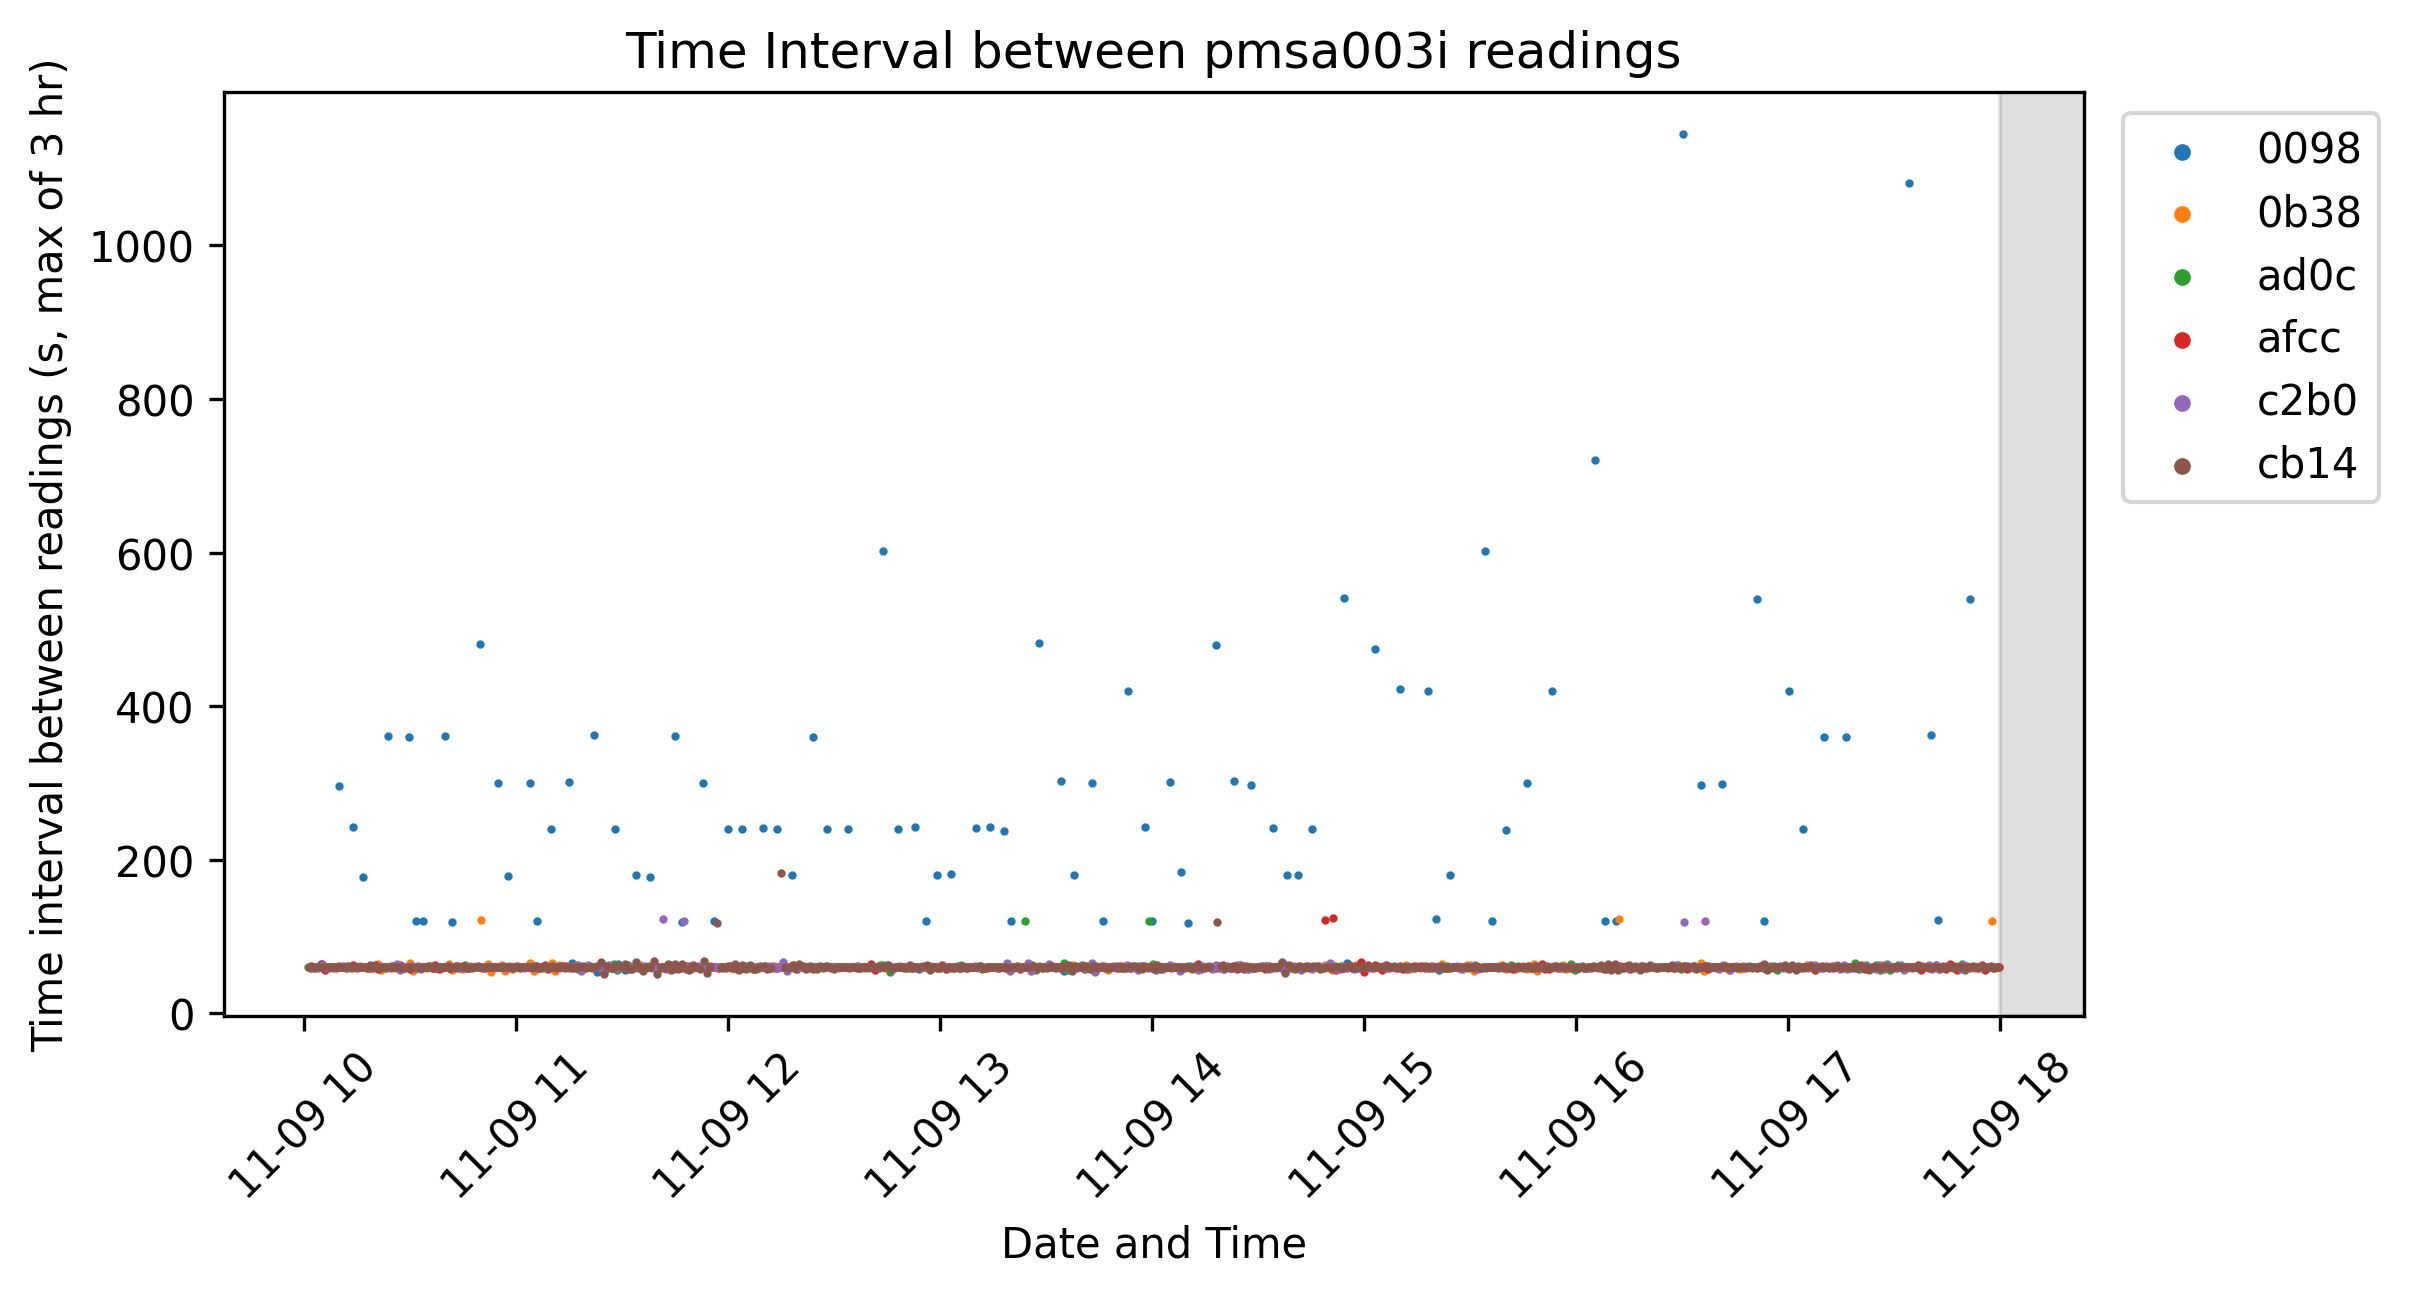 Time Interval between pmsa003i readings
Time interval between readings (s, max of 3 hr)
1000
800
600
400
200
0
11-09 10
11-09 11
11-09 12
11-09 13
11-09 14
11-09 15
11-09 16
11-09 17
11-09 18
Date and Time
0098
0b38
ad0c
afcc
c2b0
cb14